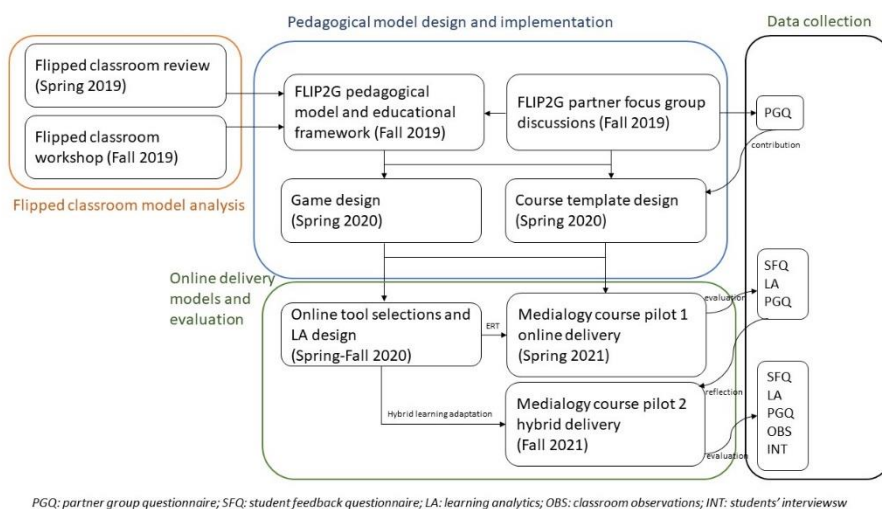 Pedagogical model design and implementation
Data collection
Flipped classroom review
(Spring 2019)
Flipped classroom
workshop (Fall 2019)
Flipped classroom model analysis
FLIP2G pedagogical
model and educational
framework (Fall 2019)
FLIP2G partner focus group
discussions (Fall 2019)
PGQ
contribution
Game design
(Spring 2020)
Course template design
(Spring 2020)
Online delivery
models and
evaluation
Online tool selections and
LA design
(Spring-Fall 2020)
ERT
Medialogy course pilot 1
online delivery
(Spring 2021)
evaluation
SFQ
LA
PGQ
reflection
Hybrid learning adaptation
Medialogy course pilot 2
hybrid delivery
(Fall 2021)
evaluation
SFQ
LA
PGQ
OBS
INT
PGQ: partner group questionnaire; SFQ: student feedback questionnaire; LA: learning analytics; OBS: classroom observations; INT: students' interviewsw